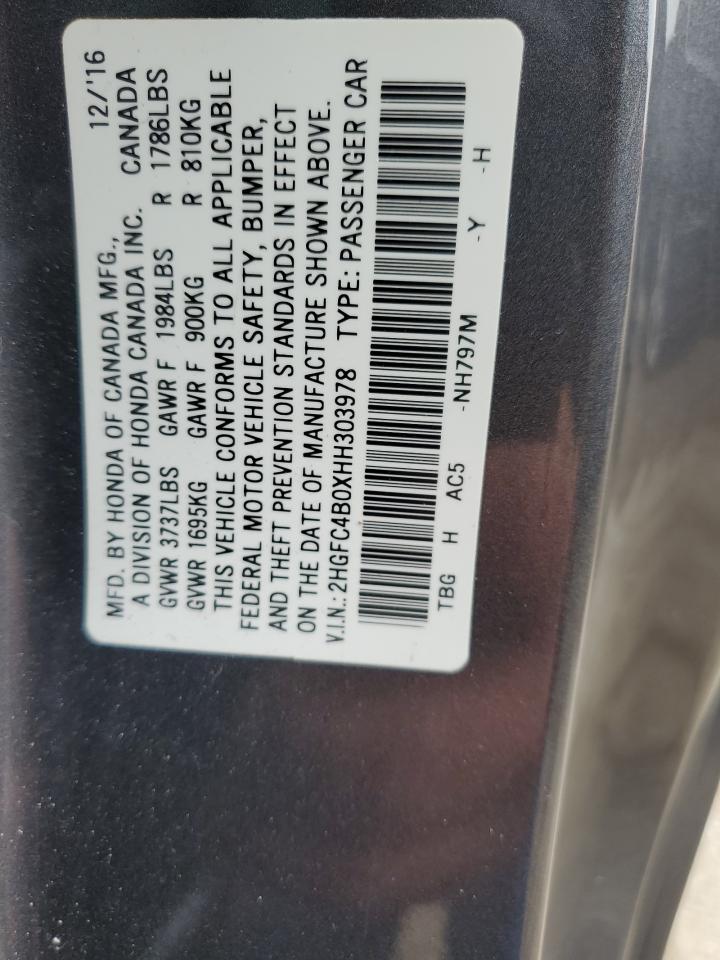 MFD. BY HONDA OF CANADA MFG., 12/'16
A DIVISION OF HONDA CANADA INC. CANADA
GVWR 3737LBS GAWR F 1984LBS R 1786LBS
GVWR 1695KG GAWR F 900KG R 810KG
THIS VEHICLE CONFORMS TO ALL APPLICABLE
FEDERAL MOTOR VEHICLE SAFETY, BUMPER,
AND THEFT PREVENTION STANDARDS IN EFFECT
ON THE DATE OF MANUFACTURE SHOWN ABOVE.
V.I.N.: 2HGFC4B0XHH303978 TYPE: PASSENGER CAR
TBG H AC5 -NH797M -Y -H